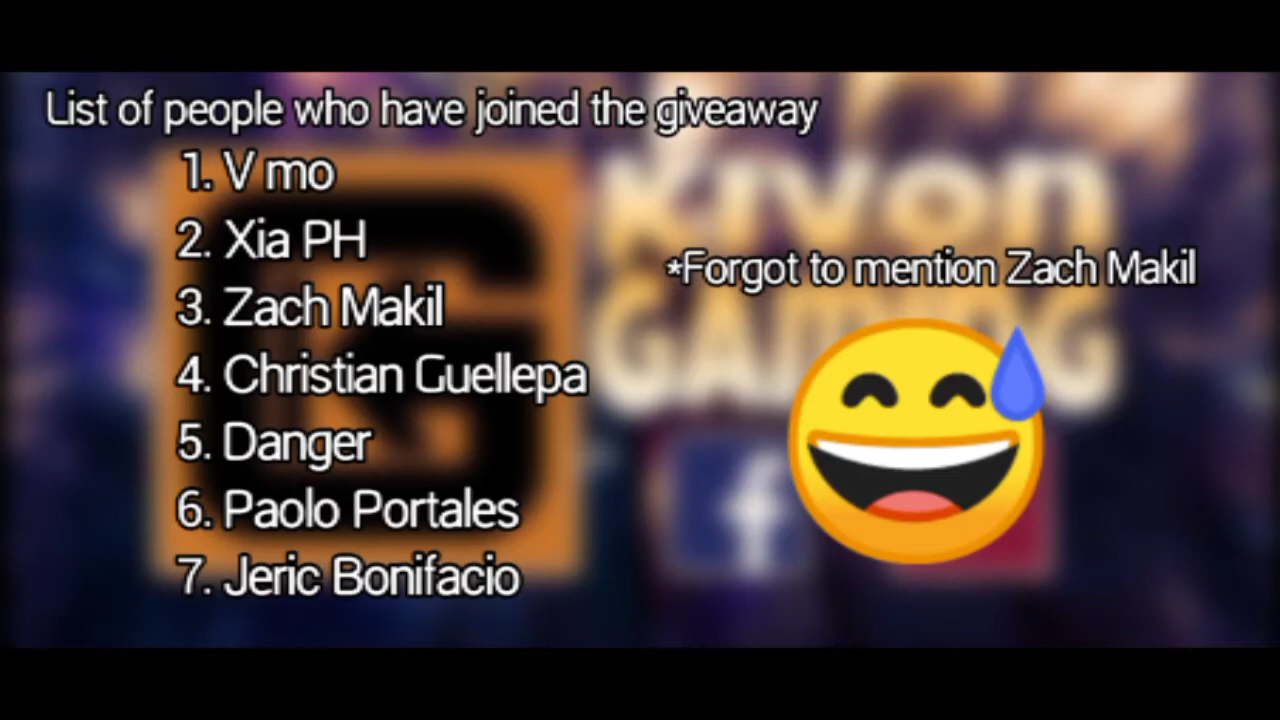 List of people who have joined the giveaway
1. V mo
2. Xia PH
3. Zach Makil
4. Christian Guellepa
5. Danger
6. Paolo Portales
7. Jeric Bonifacio
*Forgot to mention Zach Makil
GAMING
f